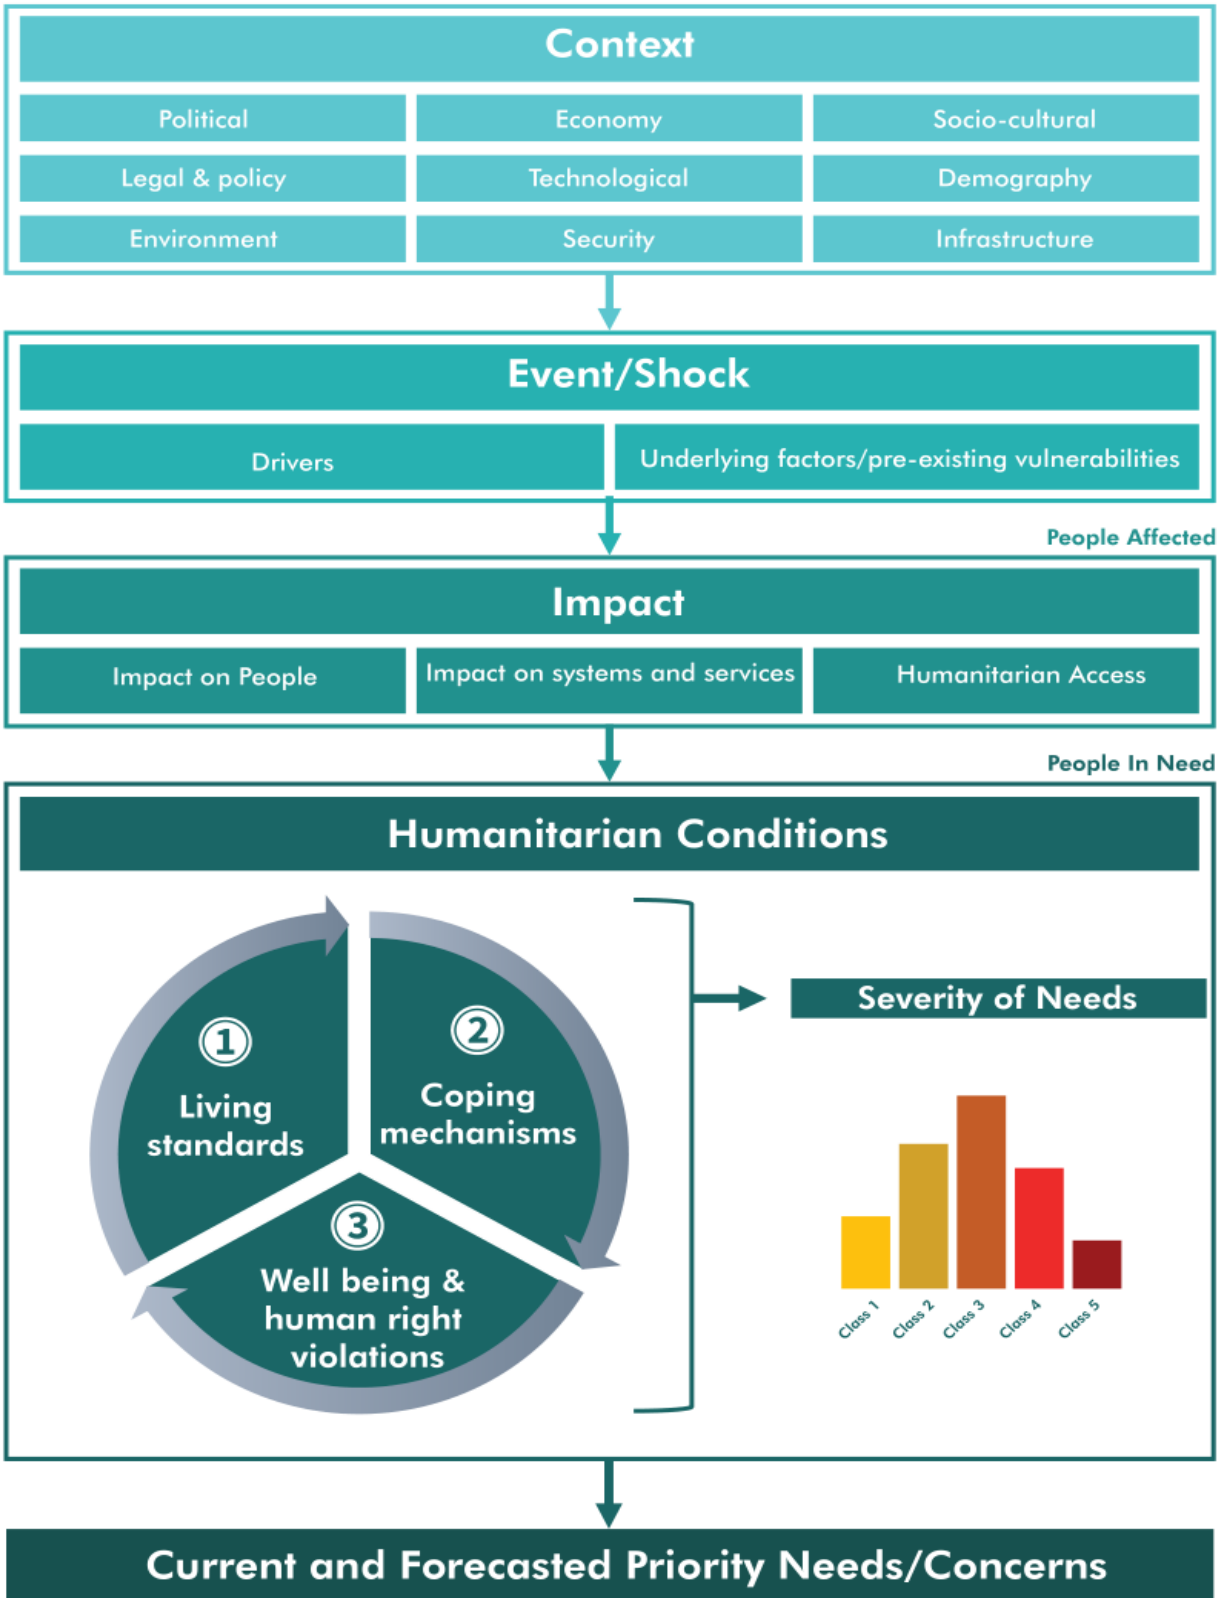 Context
Political
Economy
Socio-cultural
Legal & policy
Technological
Demography
Environment
Security
Infrastructure
Event/Shock
Drivers
Underlying factors/pre-existing vulnerabilities
People Affected
Impact
Impact on People
Impact on systems and services
Humanitarian Access
People In Need
Humanitarian Conditions
1
Living
standards
2
Coping
mechanisms
3
Well being &
human right
violations
Severity of Needs
Class 1
Class 2
Class 3
Class 4
Class 5
Current and Forecasted Priority Needs/Concerns